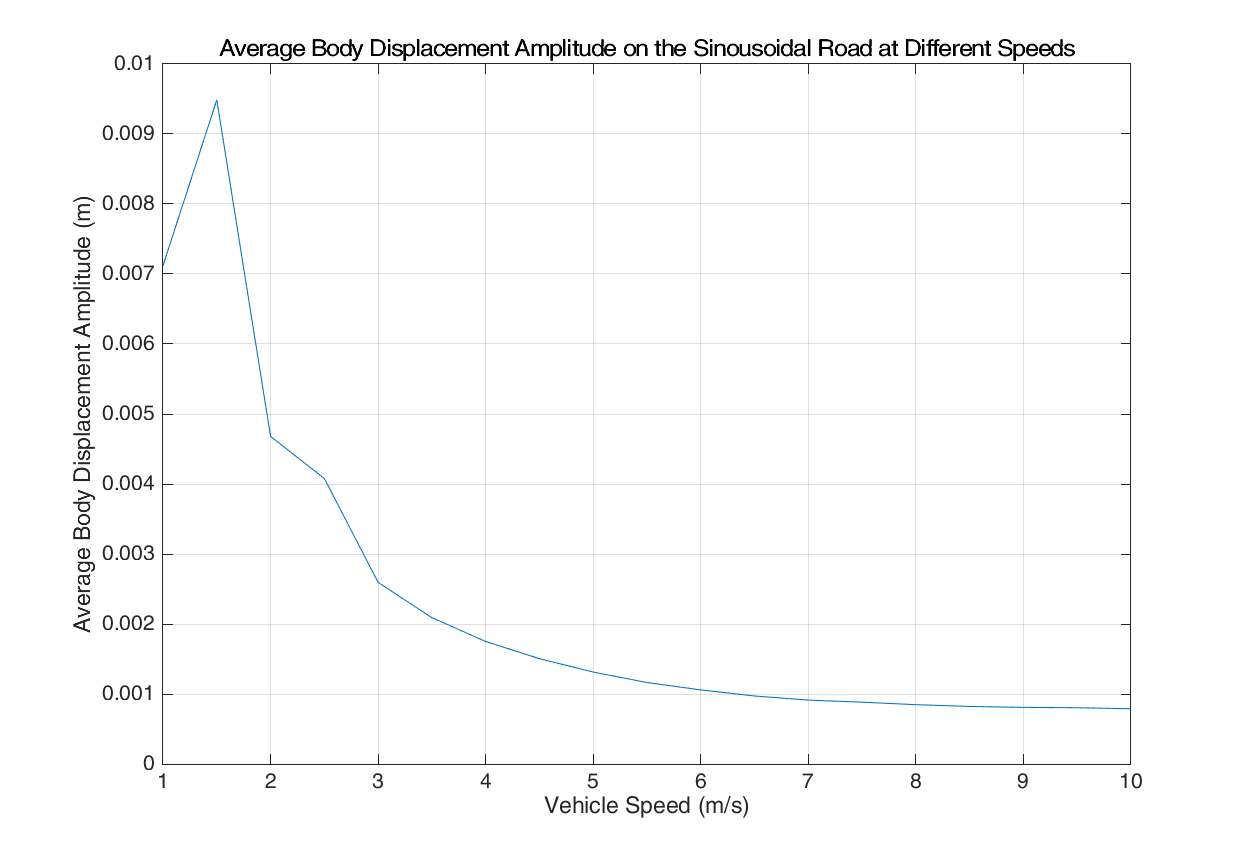 Average Body Displacement Amplitude on the Sinousoidal Road at Different Speeds
0.01
0.009
0.008
0.007
0.006
0.005
0.004
0.003
0.002
0.001
0
Average Body Displacement Amplitude (m)
1 2 3 4 5 6 7 8 9 10
Vehicle Speed (m/s)